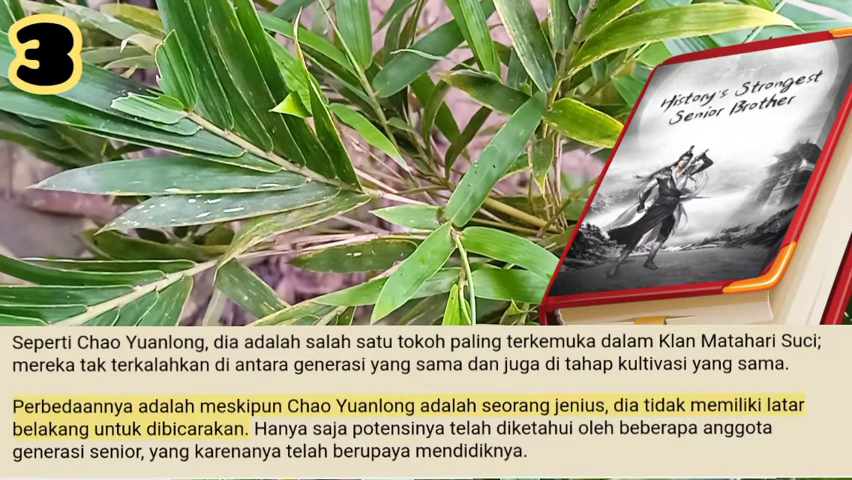 3
History's Strongest
Senior Brother
Seperti Chao Yuanlong, dia adalah salah satu tokoh paling terkemuka dalam Klan Matahari Suci;
mereka tak terkalahkan di antara generasi yang sama dan juga di tahap kultivasi yang sama.
Perbedaannya adalah meskipun Chao Yuanlong adalah seorang jenius, dia tidak memiliki latar
belakang untuk dibicarakan. Hanya saja potensinya telah diketahui oleh beberapa anggota
generasi senior, yang karenanya telah berupaya mendidiknya.